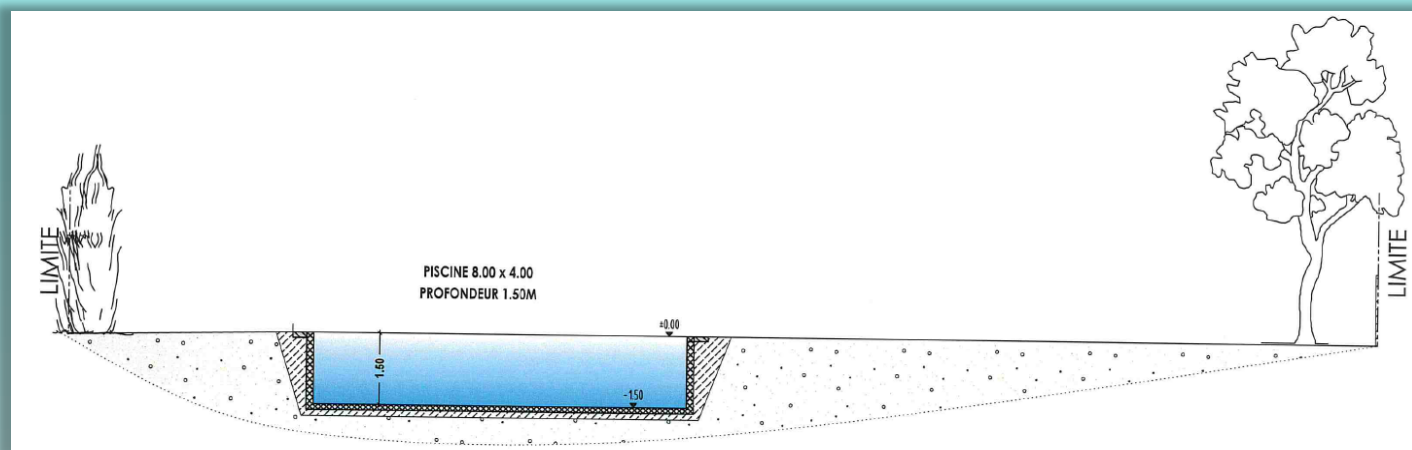 LIMITE
PISCINE 8.00 x 4.00
PROFONDEUR 1.50M
±0.00
1.50
-150
LIMITE